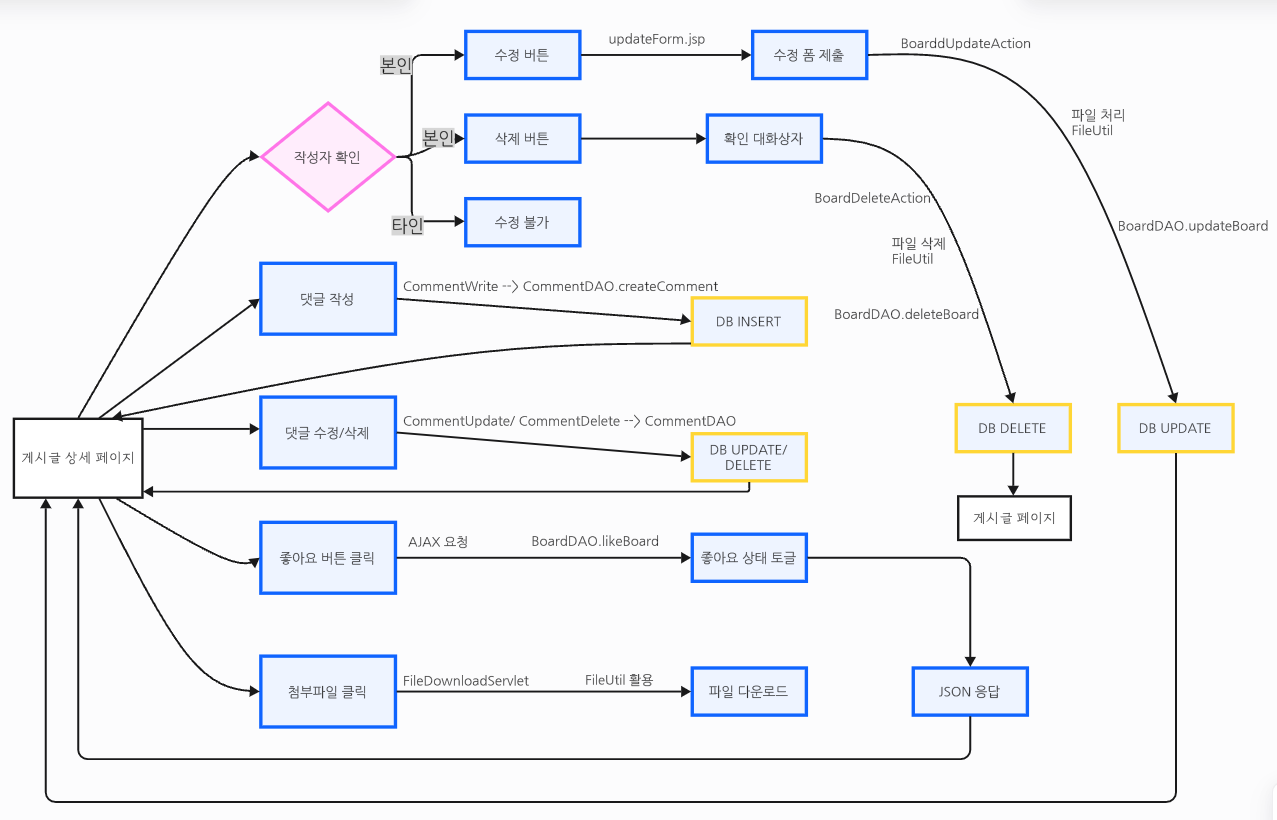 본인
수정 버튼
updateForm.jsp
수정 폼 제출
BoarddUpdateAction
파일 처리
FileUtil
BoardDAO.updateBoard
작성자 확인
본인
삭제 버튼
확인 대화상자
BoardDeleteAction
파일 삭제
FileUtil
BoardDAO.deleteBoard
타인
수정 불가
댓글 작성
CommentWrite --> CommentDAO.createComment
DB INSERT
게시글 상세 페이지
댓글 수정/삭제
CommentUpdate/ CommentDelete --> CommentDAO
DB UPDATE/
DELETE
DB DELETE
DB UPDATE
게시글 페이지
좋아요 버튼 클릭
AJAX 요청
BoardDAO.likeBoard
좋아요 상태 토글
첨부파일 클릭
FileDownloadServlet
FileUtil 활용
파일 다운로드
JSON 응답